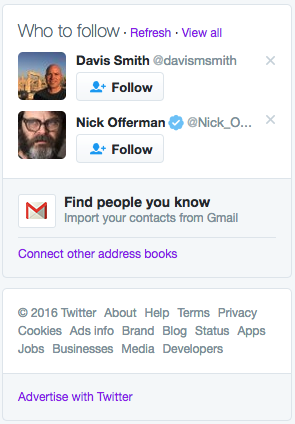 Who to follow · Refresh · View all
Davis Smith @davismsmith
Follow
Nick Offerman @Nick_O...
Follow
Find people you know
Import your contacts from Gmail
Connect other address books
© 2016 Twitter About Help Terms Privacy
Cookies Ads info Brand Blog Status Apps
Jobs Businesses Media Developers
Advertise with Twitter